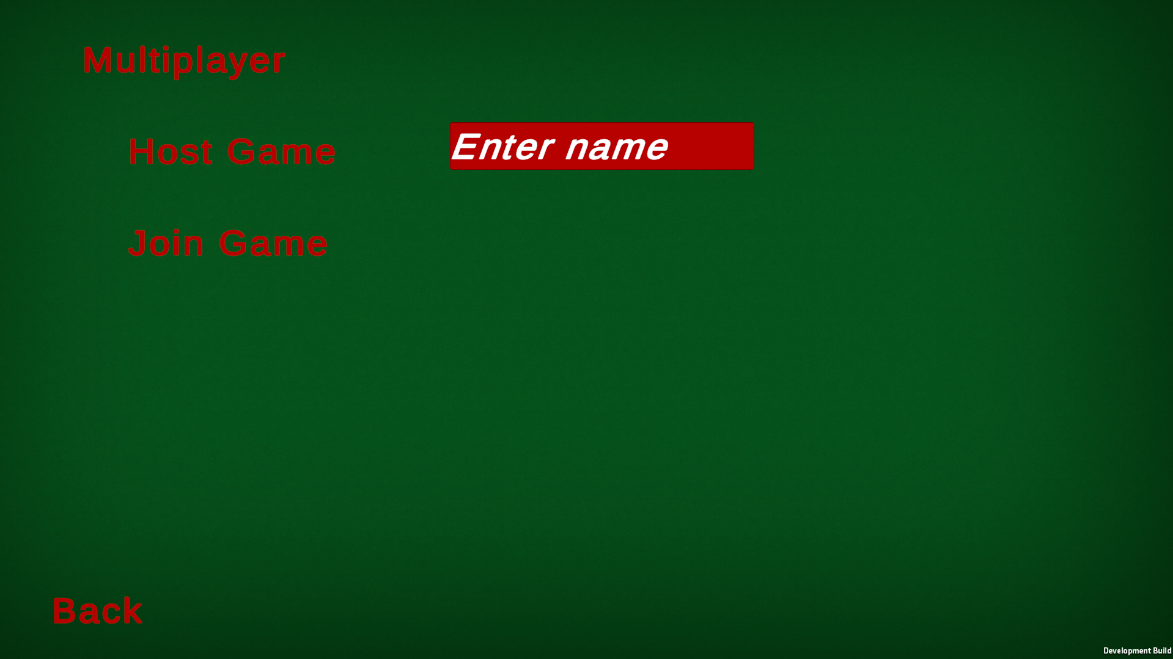 Multiplayer
Host Game
Enter name
Join Game
Back
Development Build